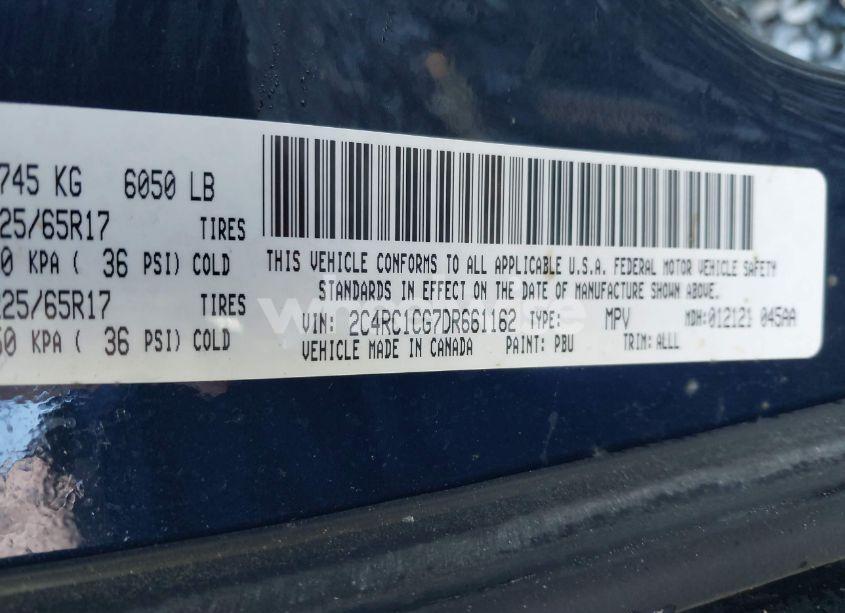 745 KG 6050 LB
25/65R17 TIRES
0 KPA ( 36 PSI) COLD
25/65R17 TIRES
50 KPA ( 36 PSI) COLD
THIS VEHICLE CONFORMS TO ALL APPLICABLE U.S.A. FEDERAL MOTOR VEHICLE SAFETY
STANDARDS IN EFFECT ON THE DATE OF MANUFACTURE SHOWN ABOVE.
VIN: 2C4RC1CG7DR661162 TYPE: MPV MDH:012121 045AA
VEHICLE MADE IN CANADA PAINT: PBU TRIM: ALLL